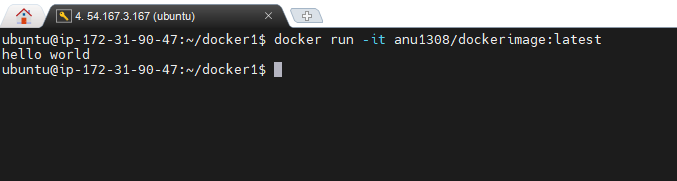 4. 54.167.3.167 (ubuntu)
ubuntu@ip-172-31-90-47:~/docker1$ docker run -it anu1308/dockerimage:latest
hello world
ubuntu@ip-172-31-90-47:~/docker1$